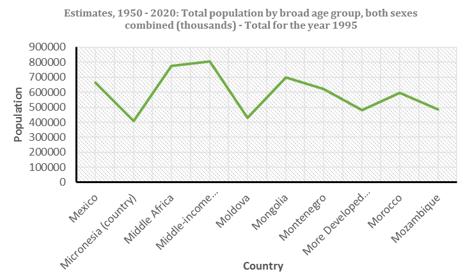 Estimates, 1950 - 2020: Total population by broad age group, both sexes
combined (thousands) - Total for the year 1995
900000
800000
700000
600000
500000
400000
300000
200000
100000
0
Population
Mexico
Micronesia (country)
Middle Africa
Middle-income...
Moldova
Mongolia
Montenegro
More Developed...
Morocco
Mozambique
Country